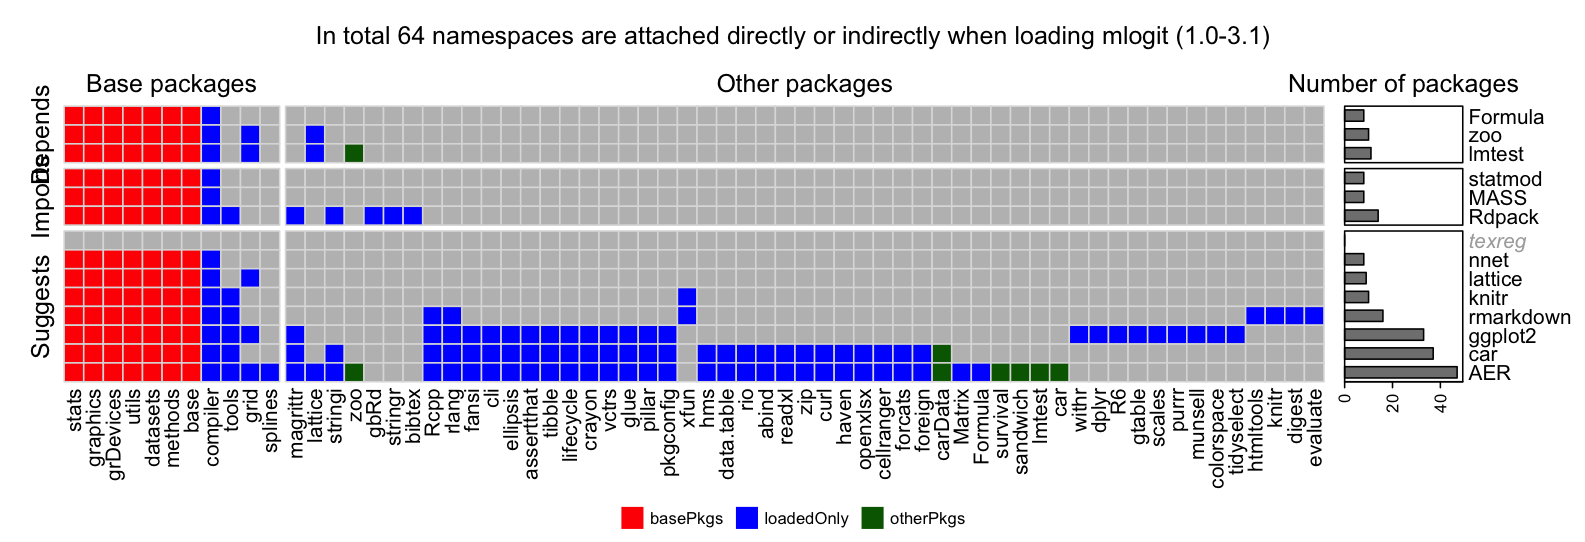 In total 64 namespaces are attached directly or indirectly when loading mlogit (1.0-3.1)
Base packages
Other packages
Number of packages
Depends
Imports
Suggests
Formula
zoo
lmtest
statmod
MASS
Rdpack
texreg
nnet
lattice
knitr
rmarkdown
ggplot2
car
AER
0
20
40
stats
graphics
grDevices
utils
datasets
methods
base
compiler
tools
grid
splines
magrittr
lattice
stringi
zoo
gbRd
stringr
bibtex
Rcpp
rlang
fansi
cli
ellipsis
assertthat
tibble
lifecycle
crayon
vctrs
glue
pillar
pkgconfig
xfun
hms
data.table
rio
abind
readxl
zip
curl
haven
openxlsx
cellranger
forcats
foreign
carData
Matrix
Formula
survival
sandwich
lmtest
car
withr
dplyr
R6
gtable
scales
purrr
munsell
colorspace
tidyselect
htmltools
knitr
digest
evaluate
basePkgs
loadedOnly
otherPkgs